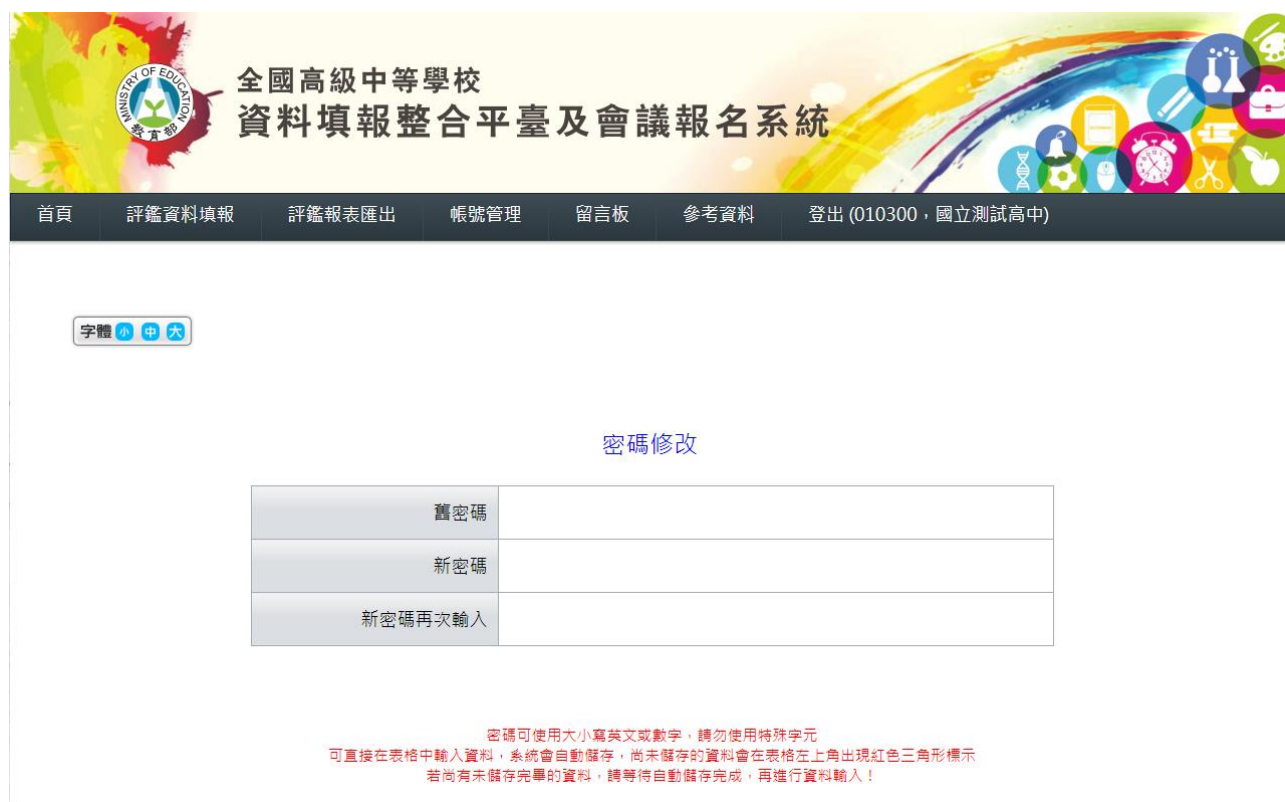 MINISTRY OF EDUCATION
教育部
全國高級中等學校
資料填報整合平臺及會議報名系統
首頁 評鑑資料填報 評鑑報表匯出 帳號管理 留言板 參考資料 登出 (010300，國立測試高中)
字體 小 中 大
密碼修改
舊密碼
新密碼
新密碼再次輸入
密碼可使用大小寫英文或數字，請勿使用特殊字元
可直接在表格中輸入資料，系統會自動儲存，尚未儲存的資料會在表格左上角出現紅色三角形標示
若尚有未儲存完畢的資料，請等待自動儲存完成，再進行資料輸入！